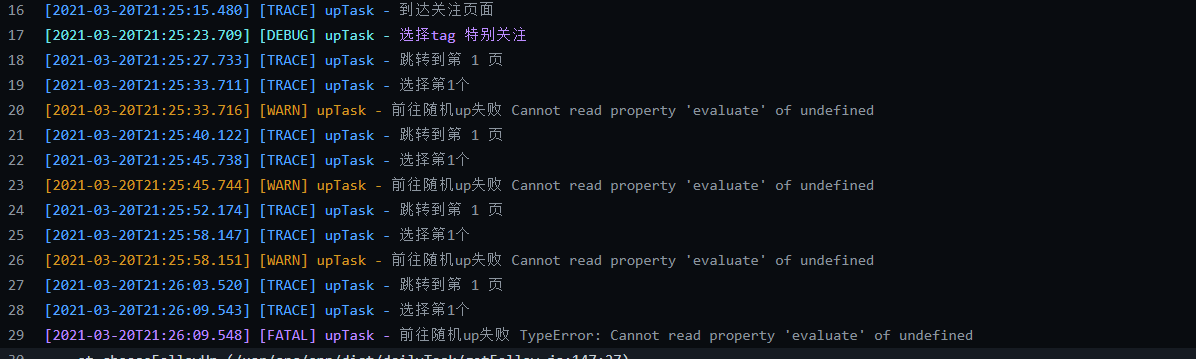 16 [2021-03-20T21:25:15.480] [TRACE] upTask - 到达关注页面
17 [2021-03-20T21:25:23.709] [DEBUG] upTask - 选择tag 特别关注
18 [2021-03-20T21:25:27.733] [TRACE] upTask - 跳转到第 1 页
19 [2021-03-20T21:25:33.711] [TRACE] upTask - 选择第1个
20 [2021-03-20T21:25:33.716] [WARN] upTask - 前往随机up失败 Cannot read property 'evaluate' of undefined
21 [2021-03-20T21:25:40.122] [TRACE] upTask - 跳转到第 1 页
22 [2021-03-20T21:25:45.738] [TRACE] upTask - 选择第1个
23 [2021-03-20T21:25:45.744] [WARN] upTask - 前往随机up失败 Cannot read property 'evaluate' of undefined
24 [2021-03-20T21:25:52.174] [TRACE] upTask - 跳转到第 1 页
25 [2021-03-20T21:25:58.147] [TRACE] upTask - 选择第1个
26 [2021-03-20T21:25:58.151] [WARN] upTask - 前往随机up失败 Cannot read property 'evaluate' of undefined
27 [2021-03-20T21:26:03.520] [TRACE] upTask - 跳转到第 1 页
28 [2021-03-20T21:26:09.543] [TRACE] upTask - 选择第1个
29 [2021-03-20T21:26:09.548] [FATAL] upTask - 前往随机up失败 TypeError: Cannot read property 'evaluate' of undefined